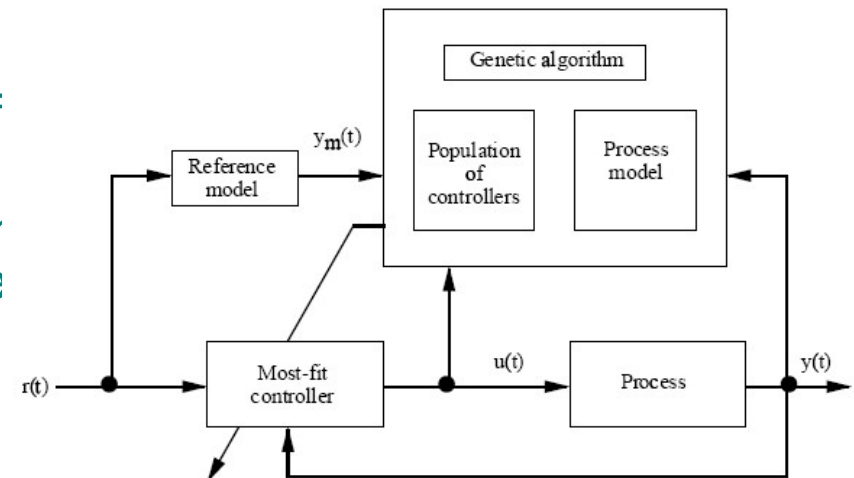 Genetic algorithm
Population
of
controllers
Process
model
ym(t)
Reference
model
r(t)
Most-fit
controller
u(t)
Process
y(t)